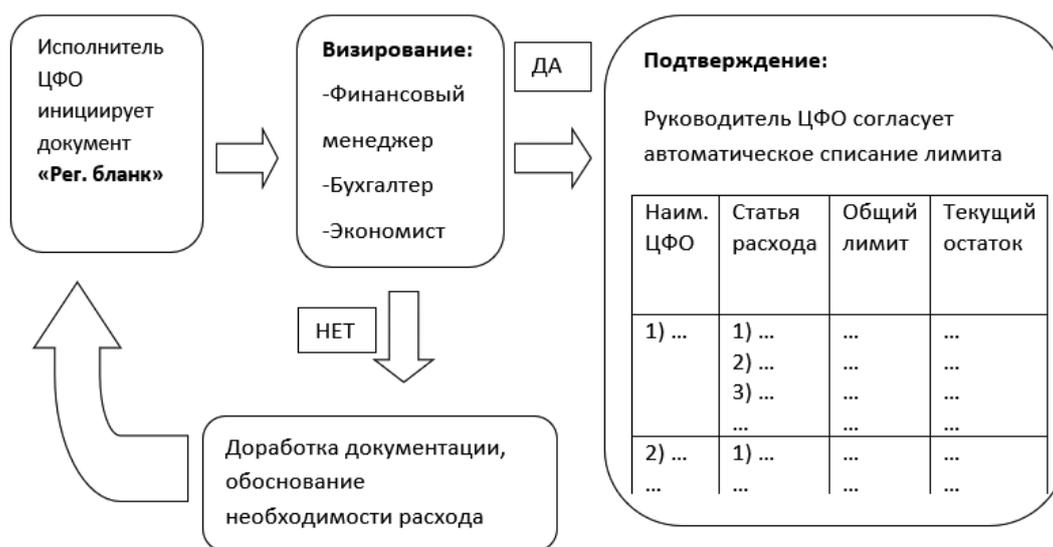 Исполнитель
ЦФО
инициирует
документ
«Рег. бланк»
Визирование:
-Финансовый
менеджер
-Бухгалтер
-Экономист
ДА
НЕТ
Доработка документации,
обоснование
необходимости расхода
Подтверждение:
Руководитель ЦФО согласует
автоматическое списание лимита
Наим. Статья Общий Текущий
ЦФО расхода лимит остаток
1) ... 1) ... ... ...
2) ... ... ...
3) ... ... ...
... ... ...
2) ... 1) ... ... ...
... ... ... ...